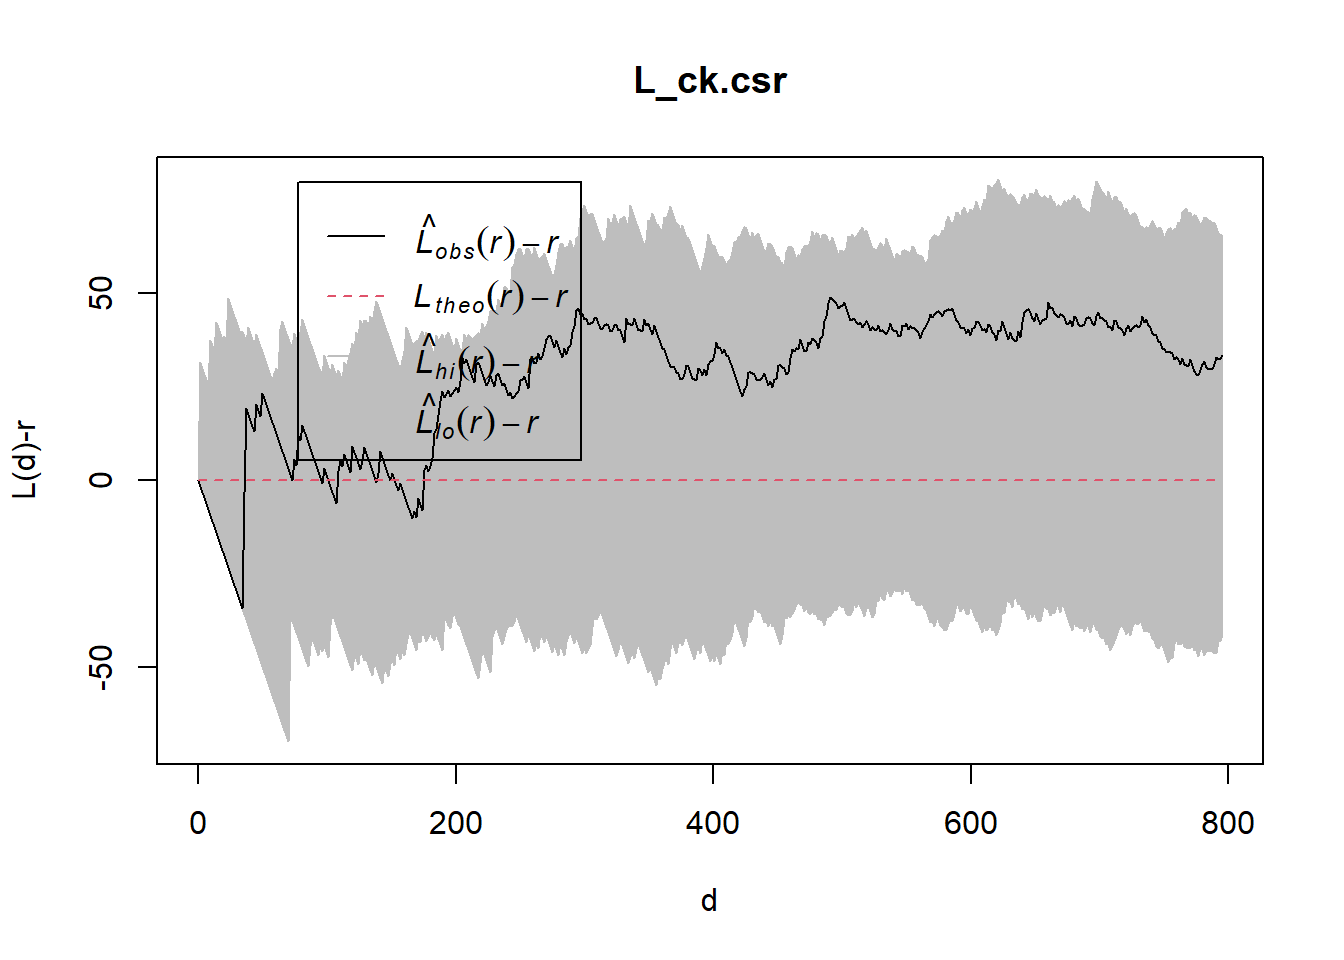 L_ck.csr
L̂obs(r) − r
Ltheo(r) − r
L̂hi(r) − r
L̂lo(r) − r
L(d)-r
50
0
-50
0 200 400 600 800
d